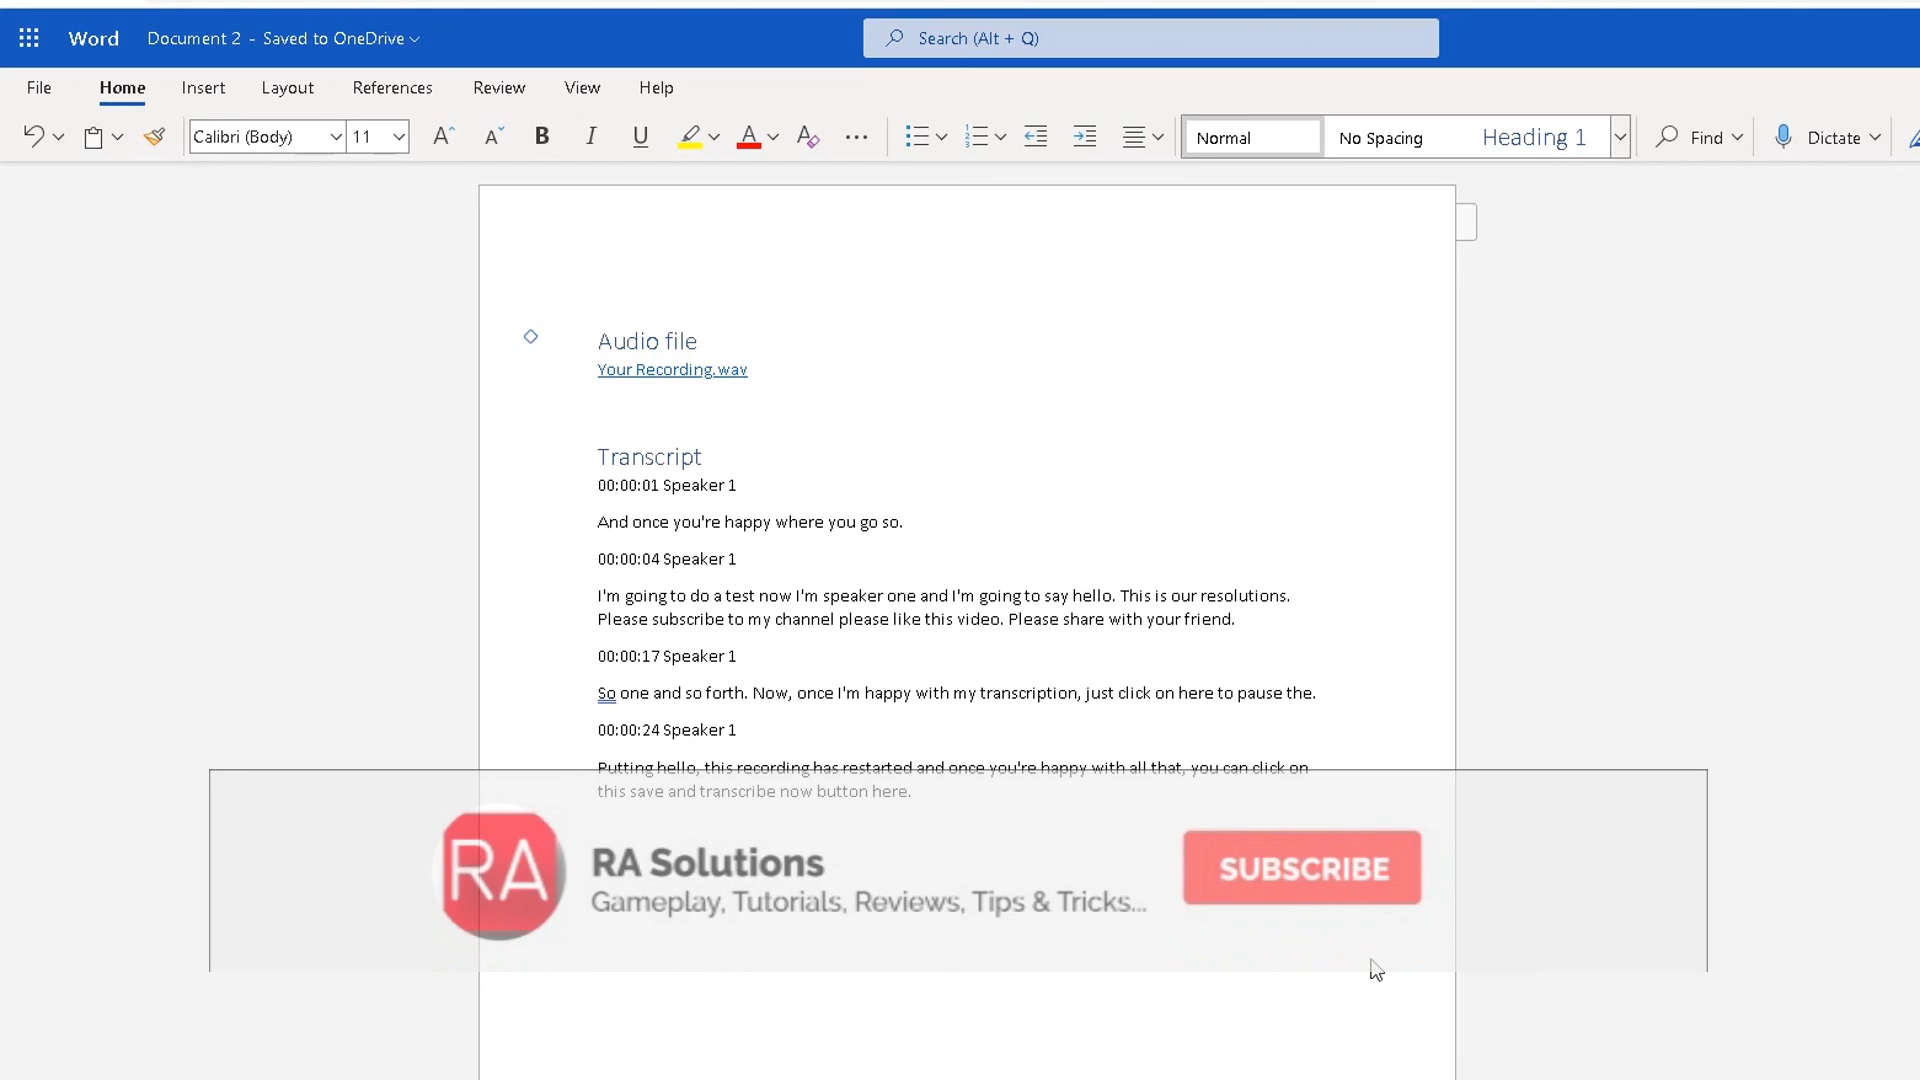 Word Document 2 - Saved to OneDrive Search (Alt + Q)
File Home Insert Layout References Review View Help
Calibri (Body) 11 A A B I U A A Normal No Spacing Heading 1 Find Dictate
Audio file
Your Recording.wav
Transcript
00:00:01 Speaker 1
And once you're happy where you go so.
00:00:04 Speaker 1
I'm going to do a test now I'm speaker one and I'm going to say hello. This is our resolutions.
Please subscribe to my channel please like this video. Please share with your friend.
00:00:17 Speaker 1
So one and so forth. Now, once I'm happy with my transcription, just click on here to pause the.
00:00:24 Speaker 1
Putting hello, this recording has restarted and once you're happy with all that, you can click on
this save and transcribe now button here.
RA
RA Solutions
Gameplay, Tutorials, Reviews, Tips & Tricks...
SUBSCRIBE